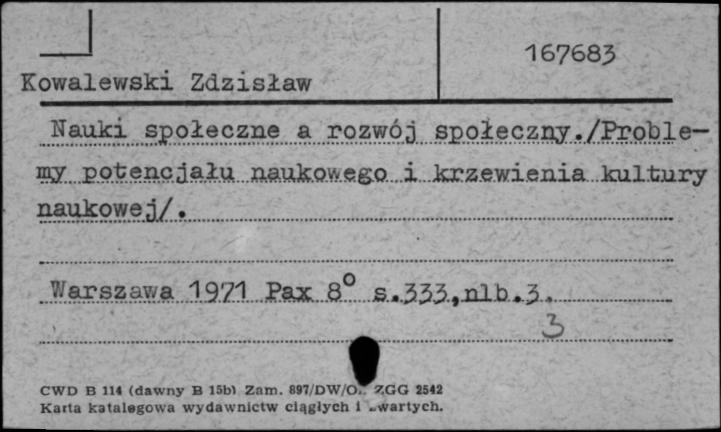 167683
Kowalewski Zdzisław
Nauki społeczne a rozwój społeczny./Proble-
my potencjału naukowego i krzewienia kultury
naukowej/.
Warszawa 1971 Pax 8° s.333,nlb.3.
3
CWD B 114 (dawny B 15b) Zam. 897/DW/O. ZGG 2542
Karta katalogowa wydawnictw ciągłych i zwartych.